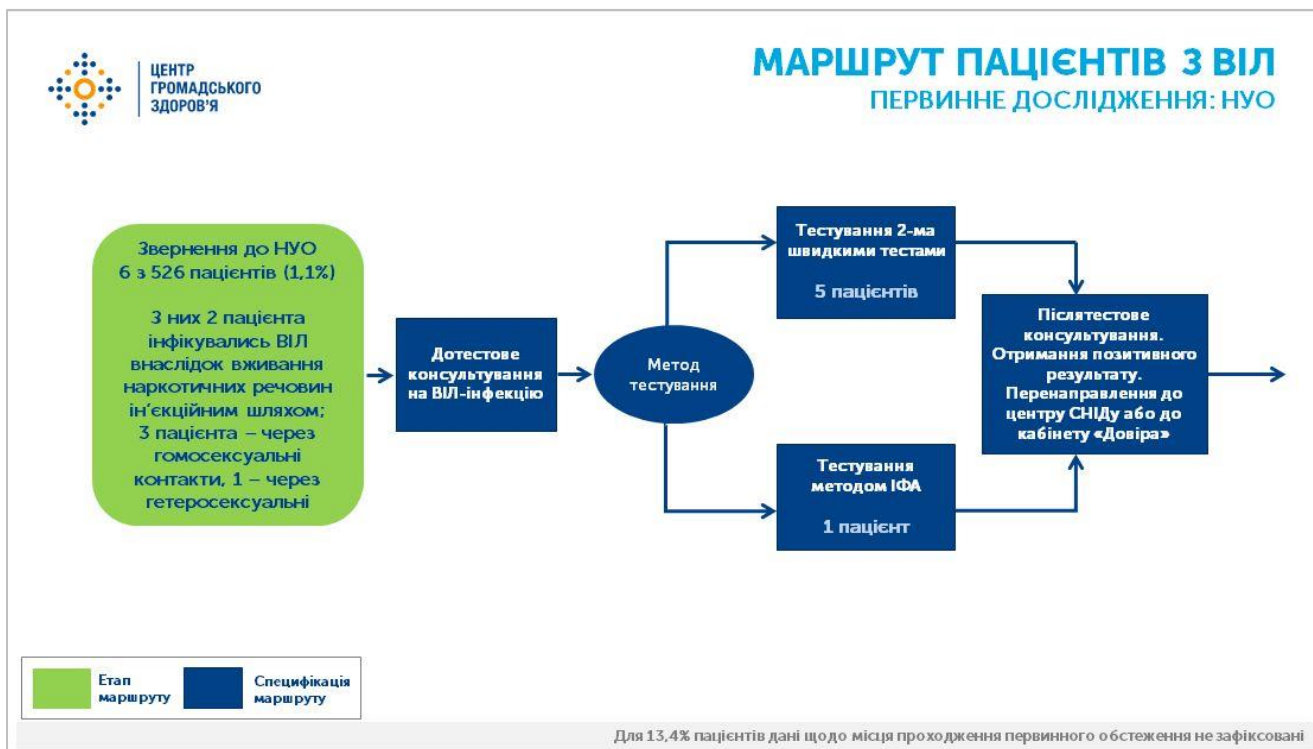 ЦЕНТР
ГРОМАДСЬКОГО
ЗДОРОВ'Я
МАРШРУТ ПАЦІЄНТІВ З ВІЛ
ПЕРВИННЕ ДОСЛІДЖЕННЯ: НУО
Звернення до НУО
6 з 526 пацієнтів (1,1%)
З них 2 пацієнта
інфікувались ВІЛ
внаслідок вживання
наркотичних речовин
ін'єкційним шляхом;
3 пацієнта – через
гомосексуальні
контакти, 1 – через
гетеросексуальні
Дотестове
консультування
на ВІЛ-інфекцію
Метод
тестування
Тестування 2-ма
швидкими тестами
5 пацієнтів
Тестування
методом ІФА
1 пацієнт
Післятестове
консультування.
Отримання позитивного
результату.
Перенаправлення до
центру СНІДу або до
кабінету «Довіра»
Етап
маршруту
Специфікація
маршруту
Для 13,4% пацієнтів дані щодо місця проходження первинного обстеження не зафіксовані